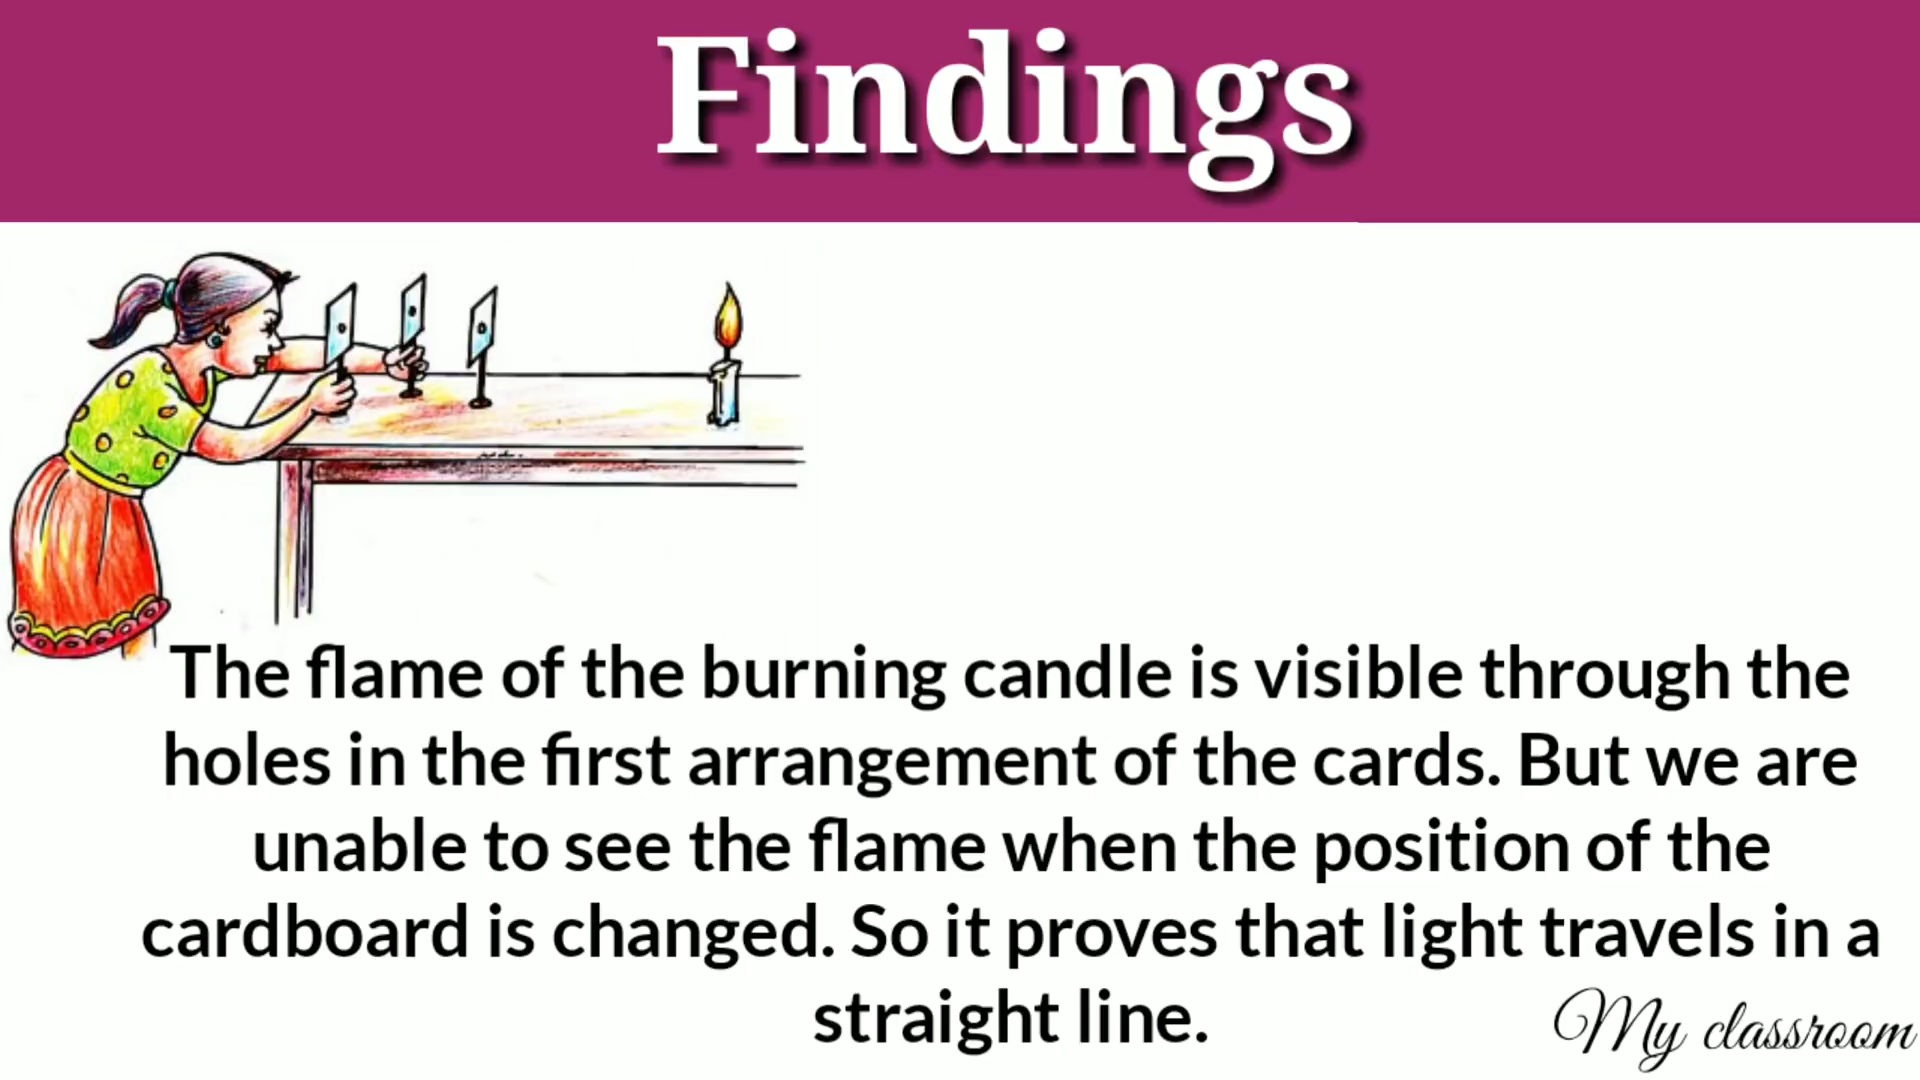 Findings
The flame of the burning candle is visible through the
holes in the first arrangement of the cards. But we are
unable to see the flame when the position of the
cardboard is changed. So it proves that light travels in a
straight line.
My classroom